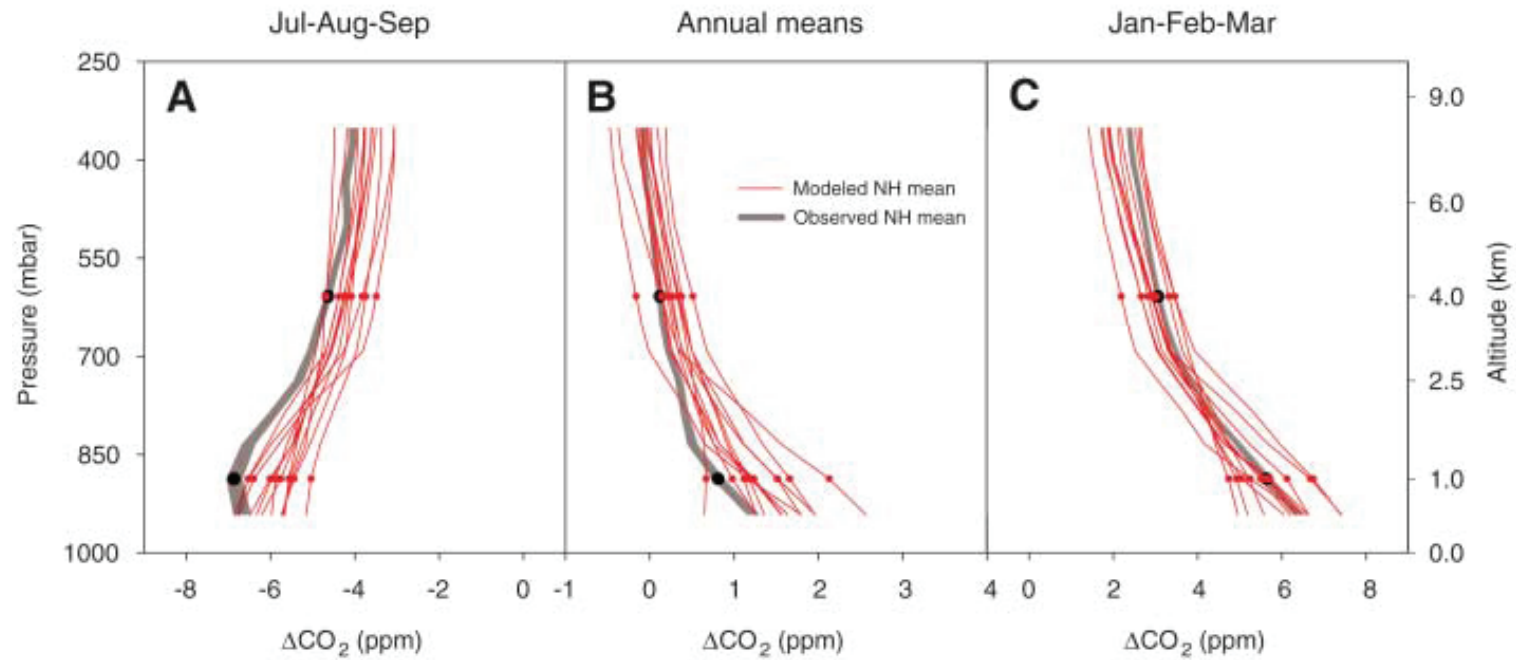 Jul-Aug-Sep Annual means Jan-Feb-Mar
A B C
Pressure (mbar)
250
400
550
700
850
1000
Modeled NH mean
Observed NH mean
9.0
6.0
4.0
2.5
1.0
0.0
Altitude (km)
-8 -6 -4 -2 0 -1 0 1 2 3 4 0 2 4 6 8
ΔCO₂ (ppm) ΔCO₂ (ppm) ΔCO₂ (ppm)